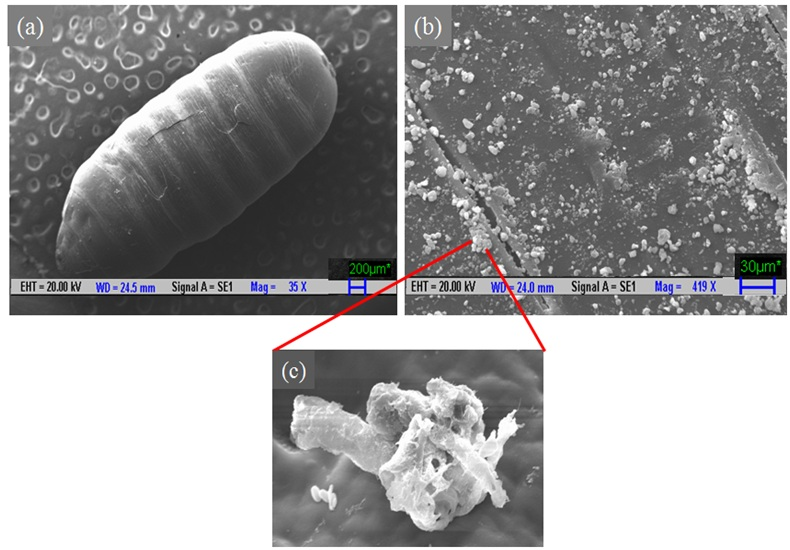 (a)
200µm*
EHT = 20.00 kV WD = 24.5 mm Signal A = SE1 Mag = 35 X
(b)
30µm*
EHT = 20.00 kV WD = 24.0 mm Signal A = SE1 Mag = 419 X
(c)